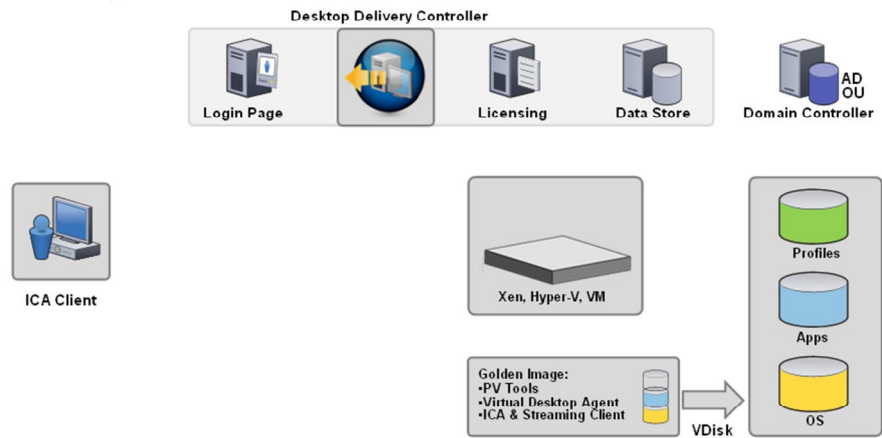 Desktop Delivery Controller
Login Page
Licensing
Data Store
AD
OU
Domain Controller
ICA Client
Xen, Hyper-V, VM
Profiles
Apps
OS
Golden Image:
•PV Tools
•Virtual Desktop Agent
•ICA & Streaming Client
VDisk